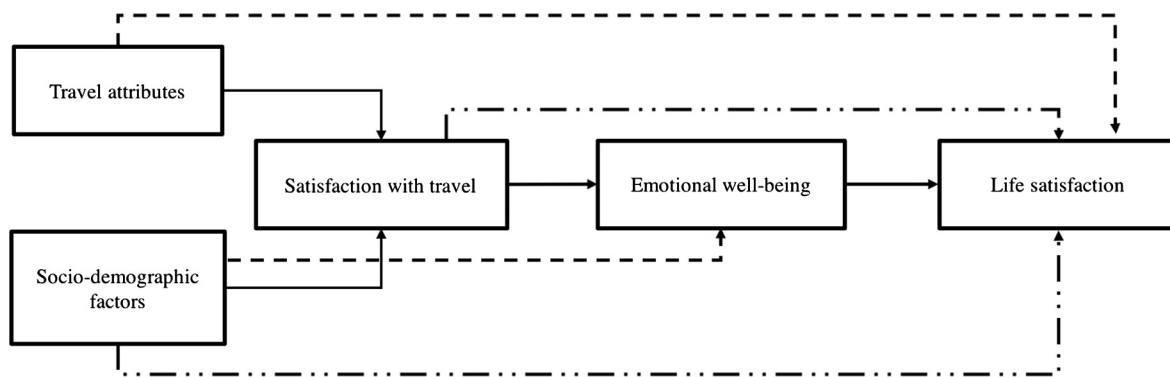 Travel attributes
Satisfaction with travel
Emotional well-being
Life satisfaction
Socio-demographic
factors